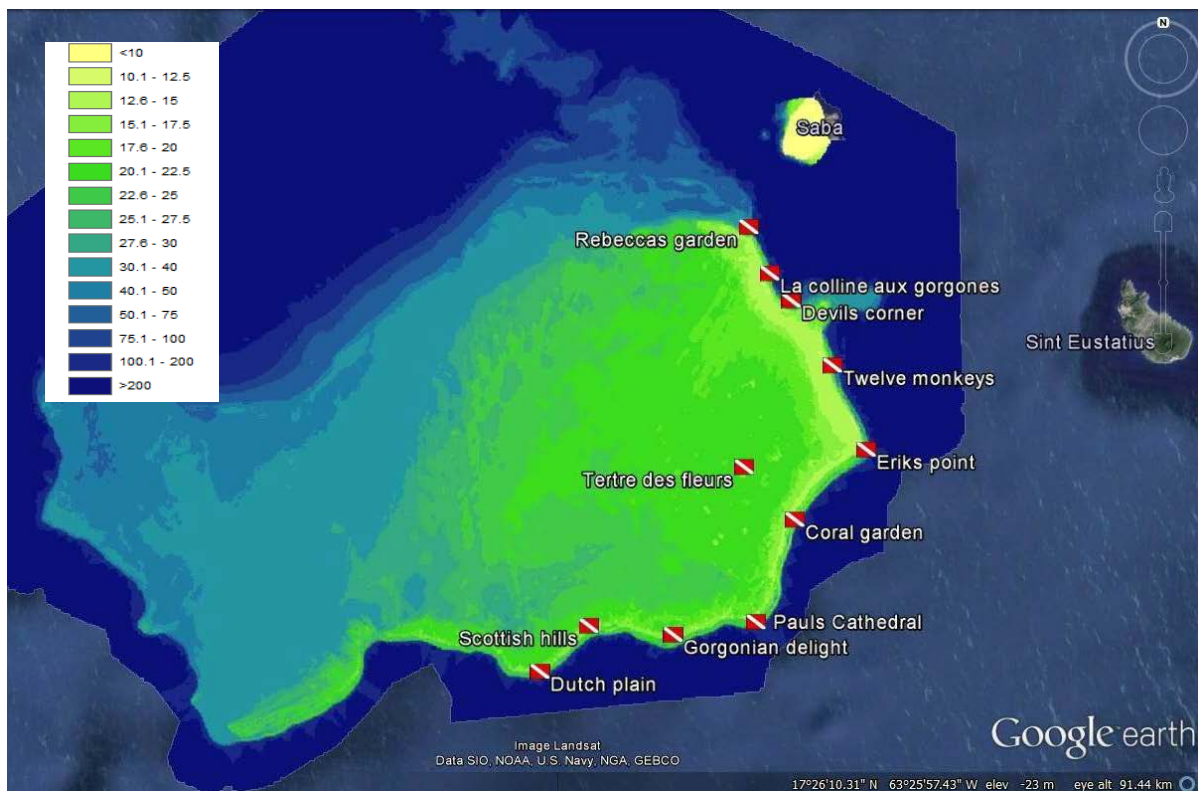 <10
10.1 - 12.5
12.6 - 15
15.1 - 17.5
17.6 - 20
20.1 - 22.5
22.6 - 25
25.1 - 27.5
27.6 - 30
30.1 - 40
40.1 - 50
50.1 - 75
75.1 - 100
100.1 - 200
>200
N
Saba
Rebeccas garden
La colline aux gorgones
Devils corner
Sint Eustatius
Twelve monkeys
Eriks point
Tertre des fleurs
Coral garden
Pauls Cathedral
Scottish hills
Gorgonian delight
Dutch plain
Google earth
Image Landsat
Data SIO, NOAA, U.S. Navy, NGA, GEBCO
17°26'10.31" N 63°25'57.43" W elev -23 m eye alt 91.44 km